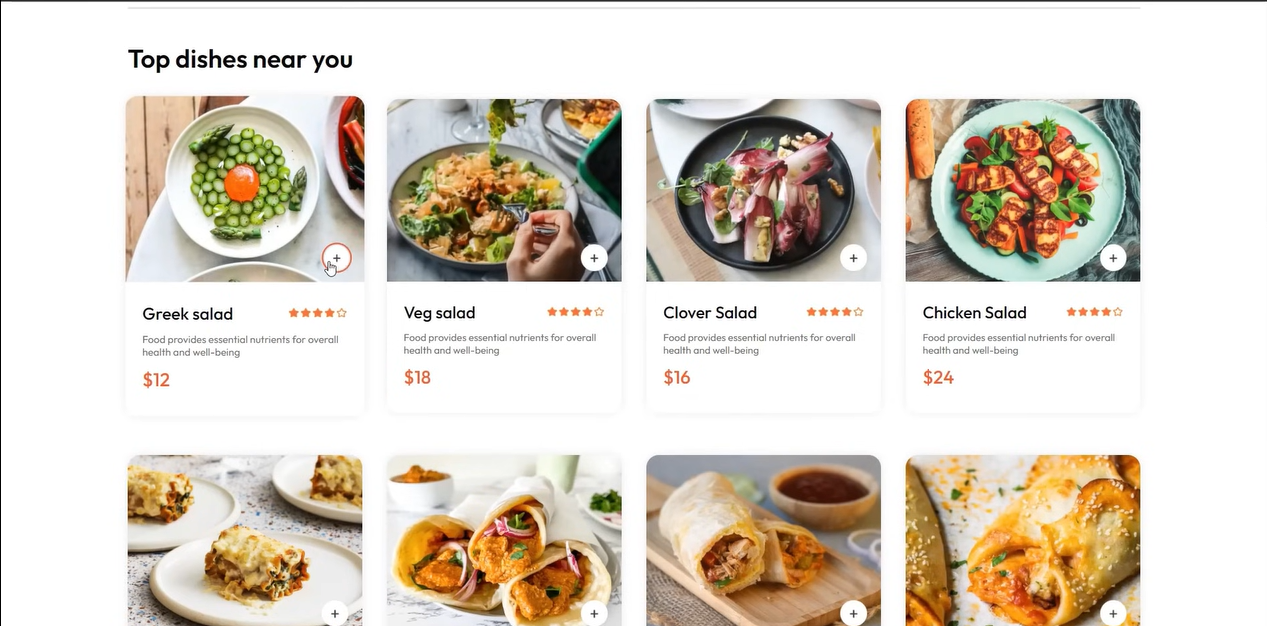 Top dishes near you
+
+
+
+
Greek salad
Food provides essential nutrients for overall
health and well-being
$12
Veg salad
Food provides essential nutrients for overall
health and well-being
$18
Clover Salad
Food provides essential nutrients for overall
health and well-being
$16
Chicken Salad
Food provides essential nutrients for overall
health and well-being
$24
+
+
+
+